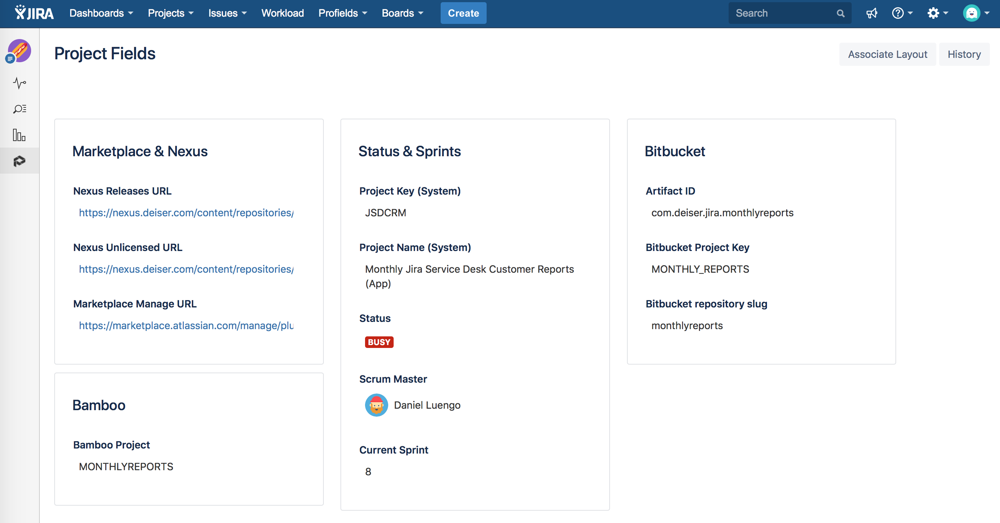 JIRA Dashboards Projects Issues Workload Profields Boards Create Search
Project Fields
Associate Layout History
Marketplace & Nexus
Nexus Releases URL
https://nexus.deiser.com/content/repositories/
Nexus Unlicensed URL
https://nexus.deiser.com/content/repositories/
Marketplace Manage URL
https://marketplace.atlassian.com/manage/plu
Bamboo
Bamboo Project
MONTHLYREPORTS
Status & Sprints
Project Key (System)
JSDCRM
Project Name (System)
Monthly Jira Service Desk Customer Reports
(App)
Status
BUSY
Scrum Master
Daniel Luengo
Current Sprint
8
Bitbucket
Artifact ID
com.deiser.jira.monthlyreports
Bitbucket Project Key
MONTHLY_REPORTS
Bitbucket repository slug
monthlyreports